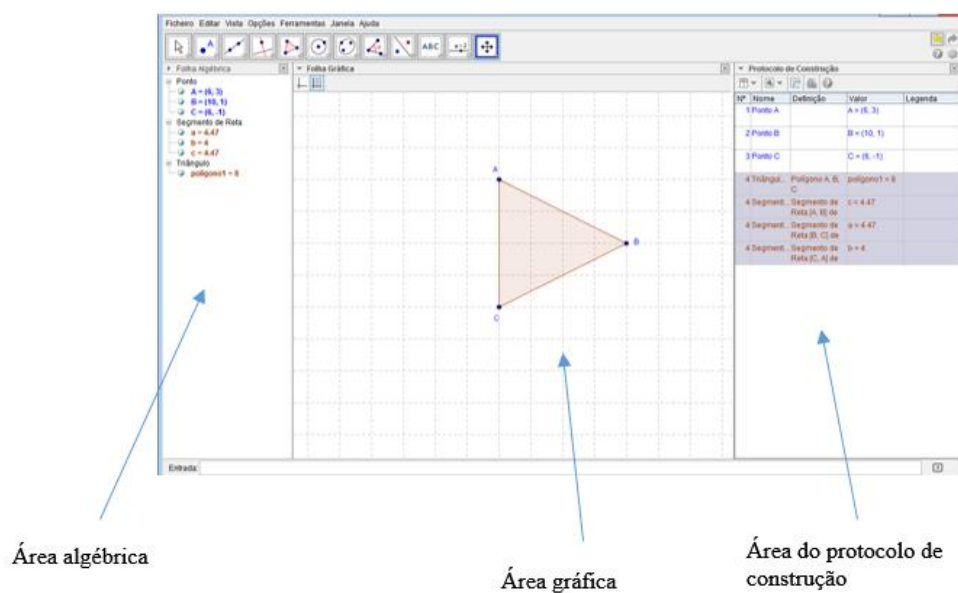 Ficheiro Editar Vista Opções Ferramentas Janela Ajuda
A
ABC
Folha Algébrica
Ponto
A = (6, 3)
B = (10, 1)
C = (6, -1)
Segmento de Reta
a = 4.47
b = 4
c = 4.47
Triângulo
polígono1 = 8
Folha Gráfica
A
B
C
Protocolo de Construção
Nº Nome Definição Valor Legenda
1 Ponto A A = (6, 3)
2 Ponto B B = (10, 1)
3 Ponto C C = (6, -1)
4 Triângul... Polígono A, B, polígono1 = 8
C
4 Segment... Segmento de c = 4.47
Reta [A, B] de
4 Segment... Segmento de a = 4.47
Reta [B, C] de
4 Segment... Segmento de b = 4
Reta [C, A] de
Entrada:
Área algébrica
Área gráfica
Área do protocolo de
construção